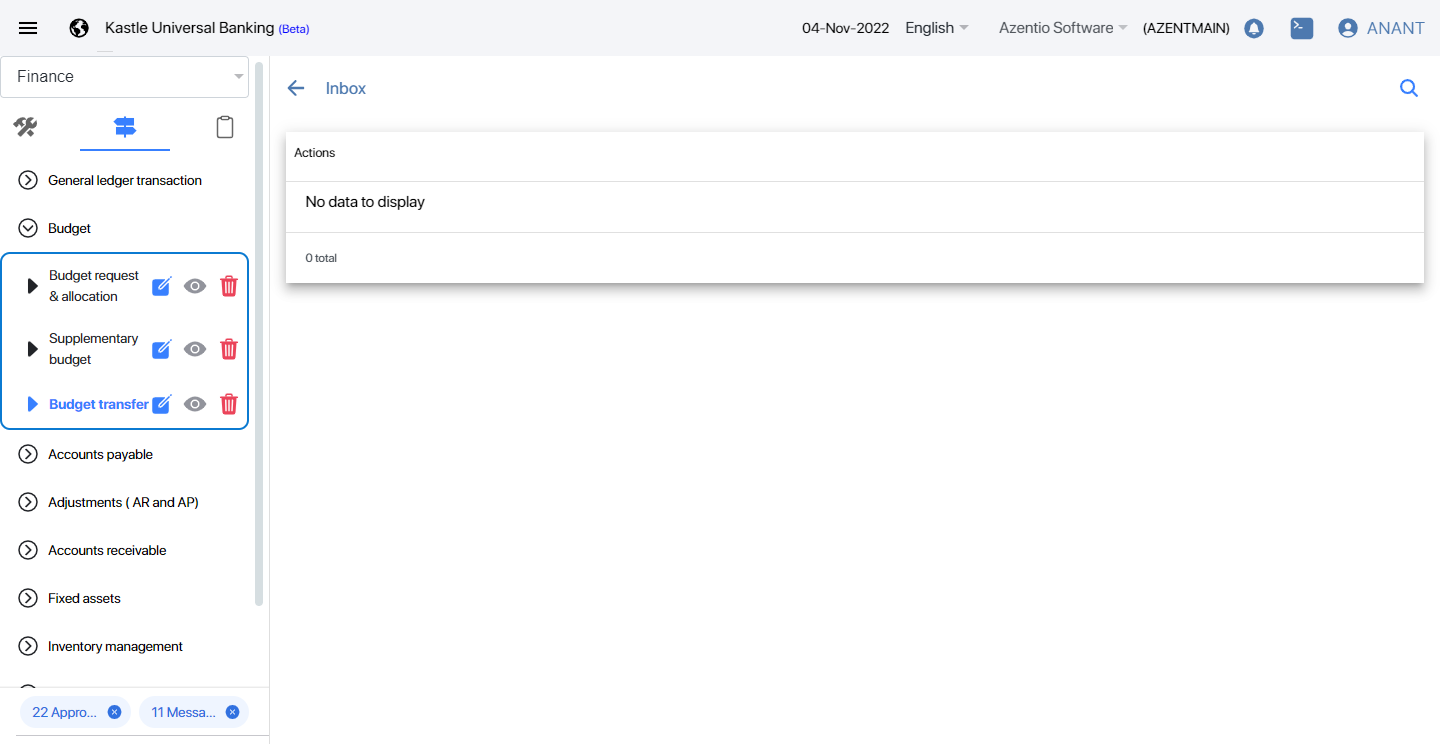 Kastle Universal Banking (Beta)
04-Nov-2022 English Azentio Software (AZENTMAIN) ANANT
Finance
Inbox
Actions
No data to display
0 total
General ledger transaction
Budget
Budget request
& allocation
Supplementary
budget
Budget transfer
Accounts payable
Adjustments ( AR and AP)
Accounts receivable
Fixed assets
Inventory management
22 Appro...
11 Messa...